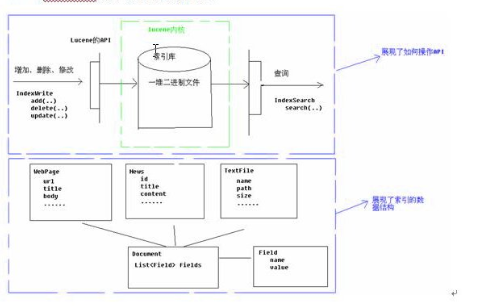 Lucene的API
lucene内核
索引库
一堆二进制文件
增加、删除、修改
IndexWrite
add(..)
delete(..)
update(..)
查询
IndexSearch
search(..)
展现了如何操作API
WebPage
url
title
body
......
News
id
title
content
......
TextFile
name
path
size
......
展现了索引的数
据结构
Document
List<Field> fields
Field
name
value